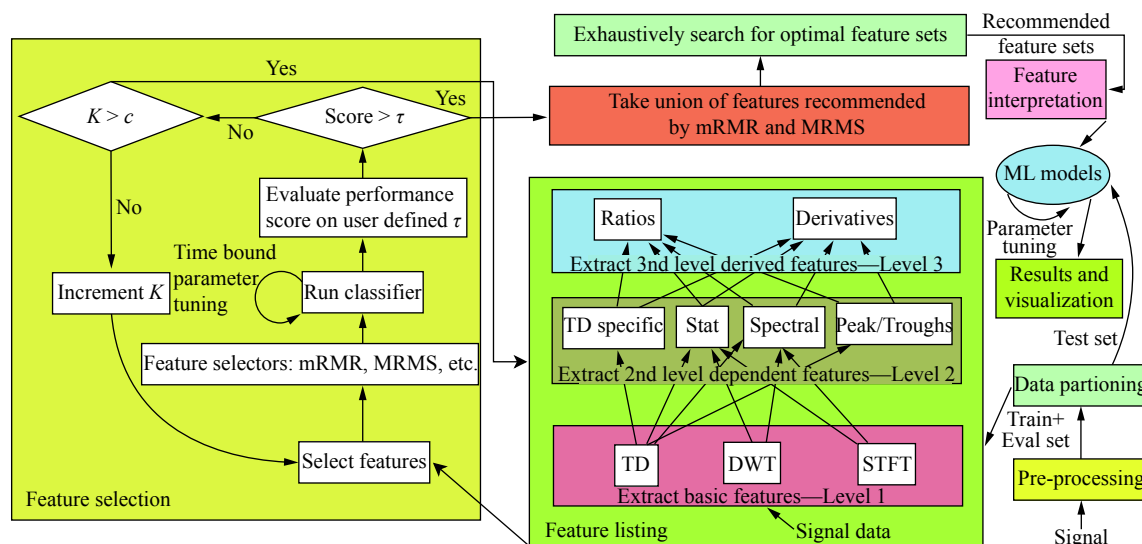 Yes
K > c
No
Score > τ
Yes
Evaluate performance
score on user defined τ
No
Time bound
parameter
tuning
Increment K
Run classifier
Feature selectors: mRMR, MRMS, etc.
Select features
Feature selection
Exhaustively search for optimal feature sets
Take union of features recommended
by mRMR and MRMS
Recommended
feature sets
Feature
interpretation
ML models
Parameter
tuning
Results and
visualization
Test set
Data partioning
Train+
Eval set
Pre-processing
Signal
Ratios
Derivatives
Extract 3nd level derived features—Level 3
TD specific
Stat
Spectral
Peak/Troughs
Extract 2nd level dependent features—Level 2
TD
DWT
STFT
Extract basic features—Level 1
Feature listing
Signal data